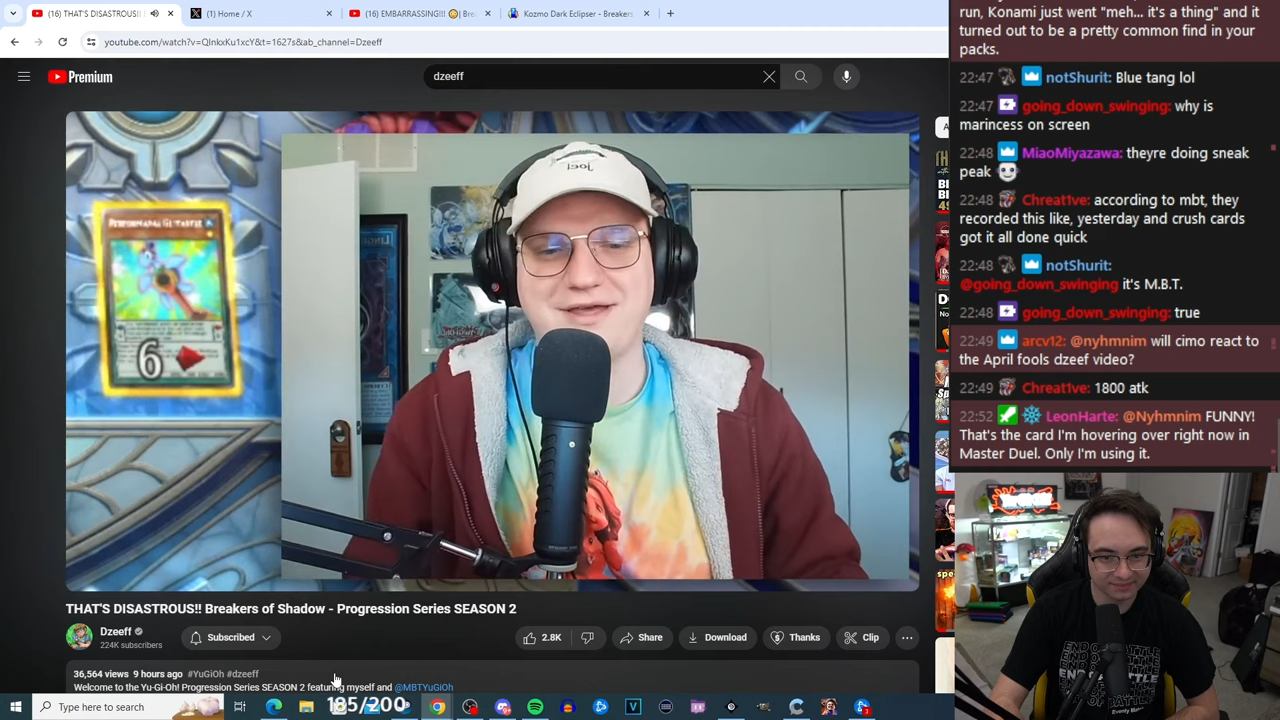 (16) THAT'S DISASTROUS!! B
(1) Home / X
(16) EMBARRASSING!!! | Br
Kozmo Dark Eclipser - Breakers
youtube.com/watch?v=QInkxKu1xcY&t=1627s&ab_channel=Dzeeff
Premium
dzeeff
PERFORMAPAL GUITARTLE
6
Joel
THAT'S DISASTROUS!! Breakers of Shadow - Progression Series SEASON 2
Dzeeff
224K subscribers
Subscribed
2.8K
Share
Download
Thanks
Clip
36,564 views 9 hours ago #YuGiOh #dzeeff
Welcome to the Yu-Gi-Oh! Progression Series SEASON 2 featuring myself and @MBTYuGiOh
Type here to search
185/200
run, Konami just went "meh... it's a thing" and it
turned out to be a pretty common find in your
packs.
22:47 notShurit: Blue tang lol
22:47 going_down_swinging: why is
marincess on screen
22:48 MiaoMiyazawa: theyre doing sneak
peak
22:48 Chreat1ve: according to mbt, they
recorded this like, yesterday and crush cards
got it all done quick
22:48 notShurit:
@going_down_swinging it's M.B.T.
22:48 going_down_swinging: true
22:49 arcv12: @nyhmnim will cimo react to
the April fools dzeef video?
22:49 Chreat1ve: 1800 atk
22:52 LeonHarte: @Nyhmnim FUNNY!
That's the card I'm hovering over right now in
Master Duel. Only I'm using it.
END OF BATTLE